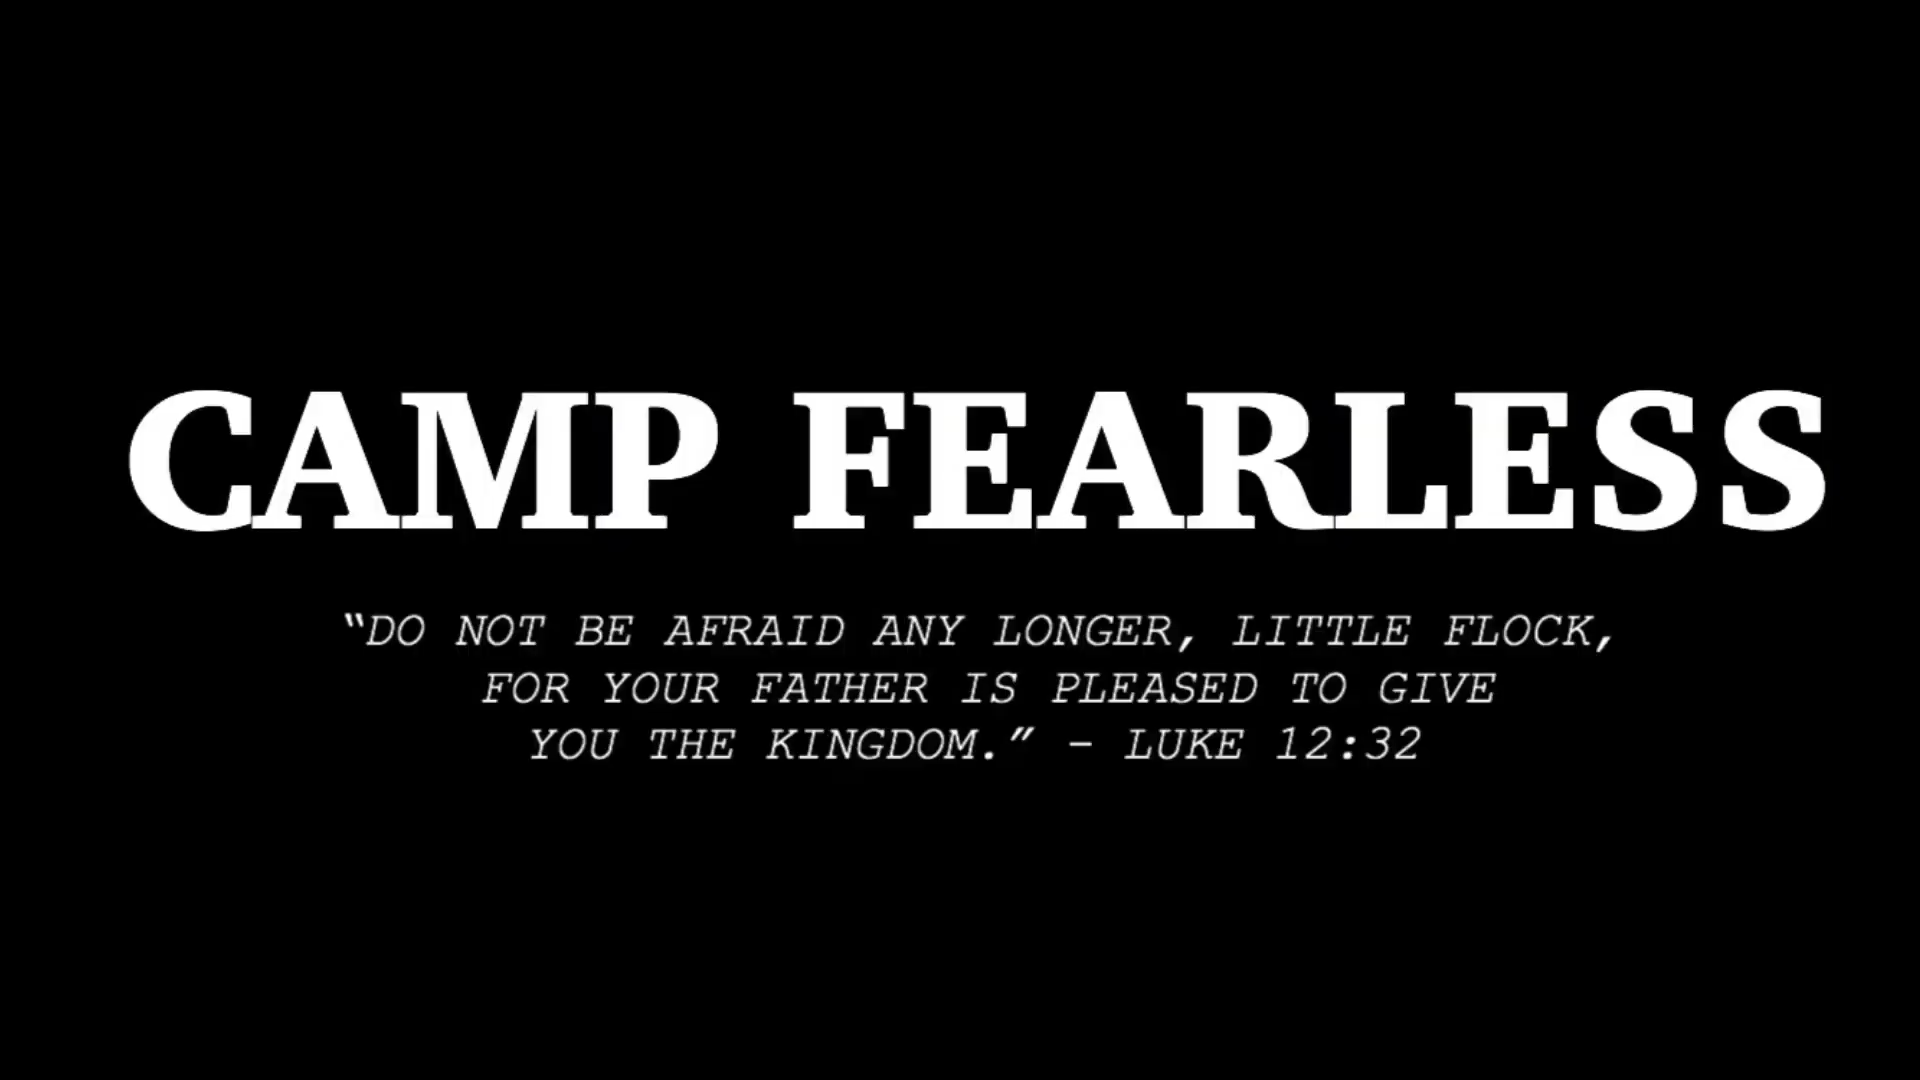 CAMP FEARLESS
“DO NOT BE AFRAID ANY LONGER, LITTLE FLOCK,
FOR YOUR FATHER IS PLEASED TO GIVE
YOU THE KINGDOM.” - LUKE 12:32